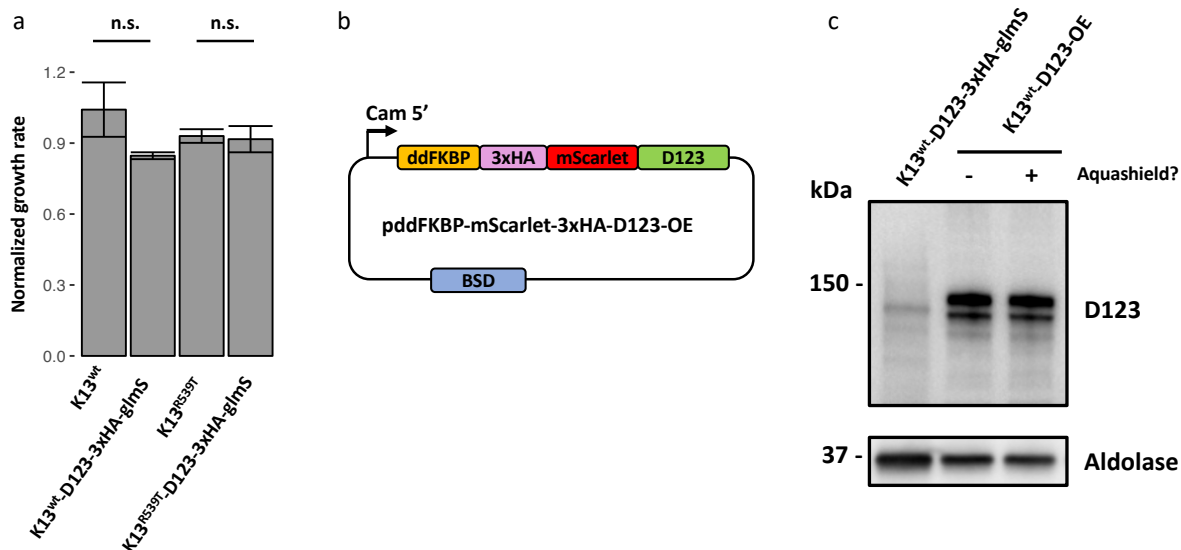 a
n.s.
n.s.
Normalized growth rate
1.2
0.9
0.6
0.3
0.0
K13wt
K13wt-D123-3xHA-glmS
K13R539T
K13R539T-D123-3xHA-glmS
b
Cam 5’
ddFKBP
3xHA
mScarlet
D123
pddFKBP-mScarlet-3xHA-D123-OE
BSD
c
K13wt-D123-3xHA-glmS
K13wt-D123-OE
- + Aquashield?
kDa
150 -
D123
37 -
Aldolase